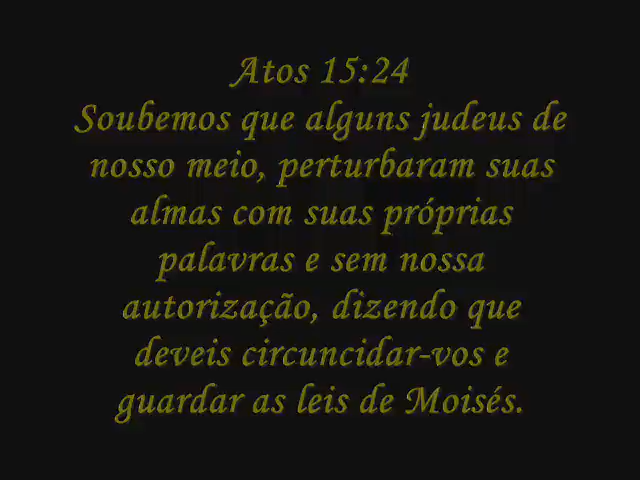 Atos 15:24
Soubemos que alguns judeus de
nosso meio, perturbaram suas
almas com suas próprias
palavras e sem nossa
autorização, dizendo que
deveis circuncidar-vos e
guardar as leis de Moisés.